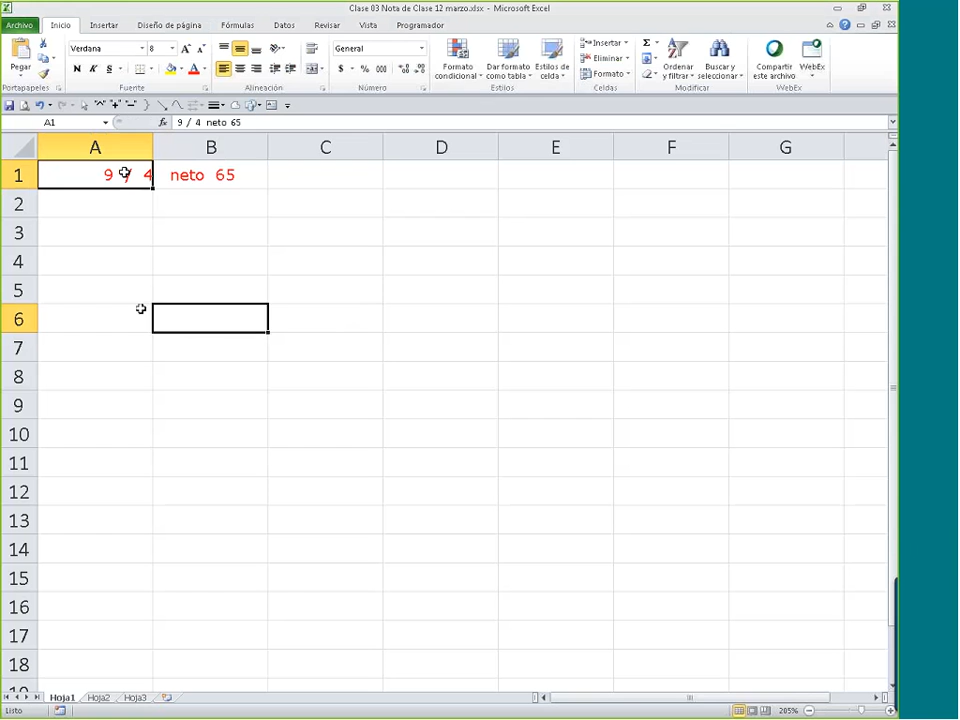 Clase 03 Nota de Clase 12 marzo.xlsx - Microsoft Excel
Archivo Inicio Insertar Diseño de página Fórmulas Datos Revisar Vista Programador
Pegar
Verdana 8
General
Formato condicional
Dar formato como tabla
Estilos de celda
Insertar
Eliminar
Formato
Ordenar y filtrar
Buscar y seleccionar
Compartir este archivo
WebEx
N K S
$ % 000
Portapapeles Fuente Alineación Número Estilos Celdas Modificar WebEx
A1 fx 9 / 4 neto 65
A B C D E F G
1 9 / 4 neto 65
2
3
4
5
6
7
8
9
10
11
12
13
14
15
16
17
18
Hoja1 Hoja2 Hoja3
Listo 205%